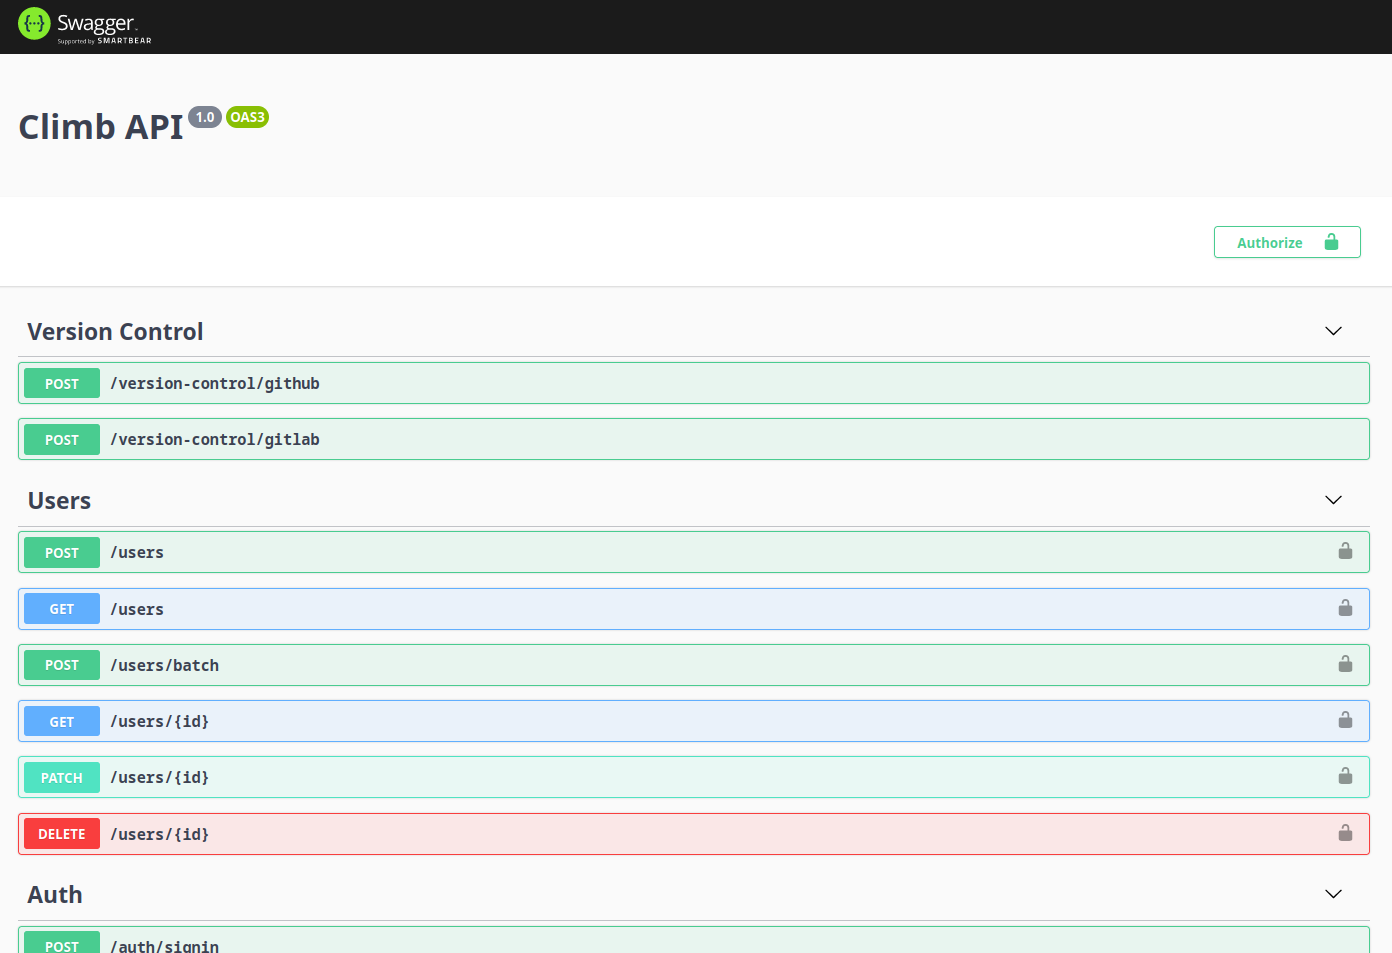 Swagger
Supported by SMARTBEAR
Climb API 1.0 OAS3
Authorize
Version Control
POST /version-control/github
POST /version-control/gitlab
Users
POST /users
GET /users
POST /users/batch
GET /users/{id}
PATCH /users/{id}
DELETE /users/{id}
Auth
POST /auth/signin